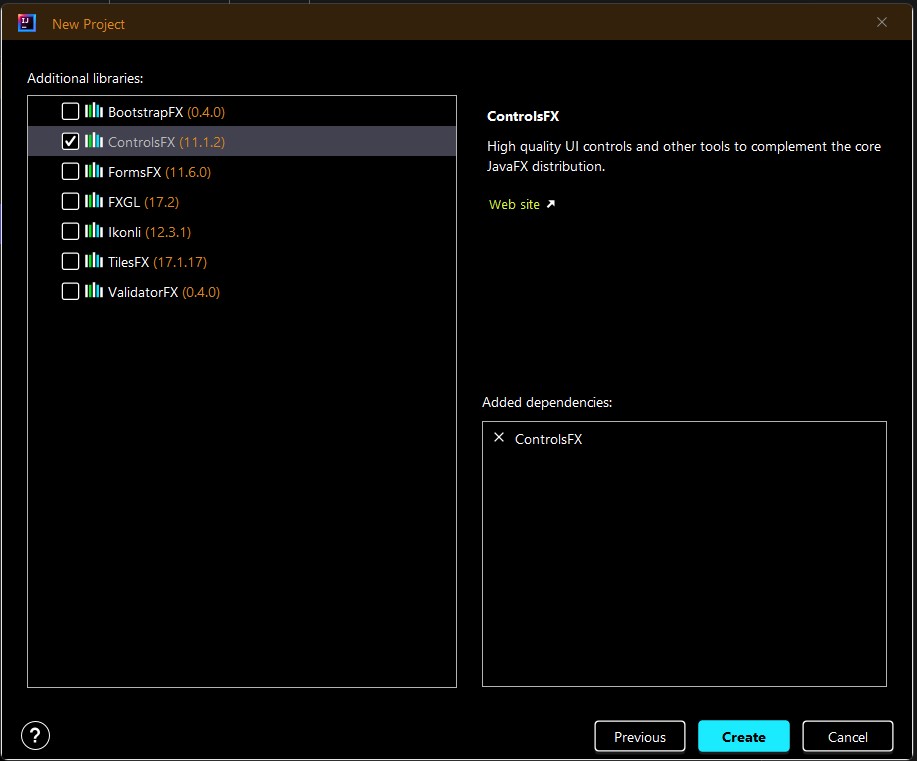 New Project
Additional libraries:
BootstrapFX (0.4.0)
ControlsFX (11.1.2)
FormsFX (11.6.0)
FXGL (17.2)
Ikonli (12.3.1)
TilesFX (17.1.17)
ValidatorFX (0.4.0)
ControlsFX
High quality UI controls and other tools to complement the core
JavaFX distribution.
Web site
Added dependencies:
ControlsFX
?
Previous
Create
Cancel